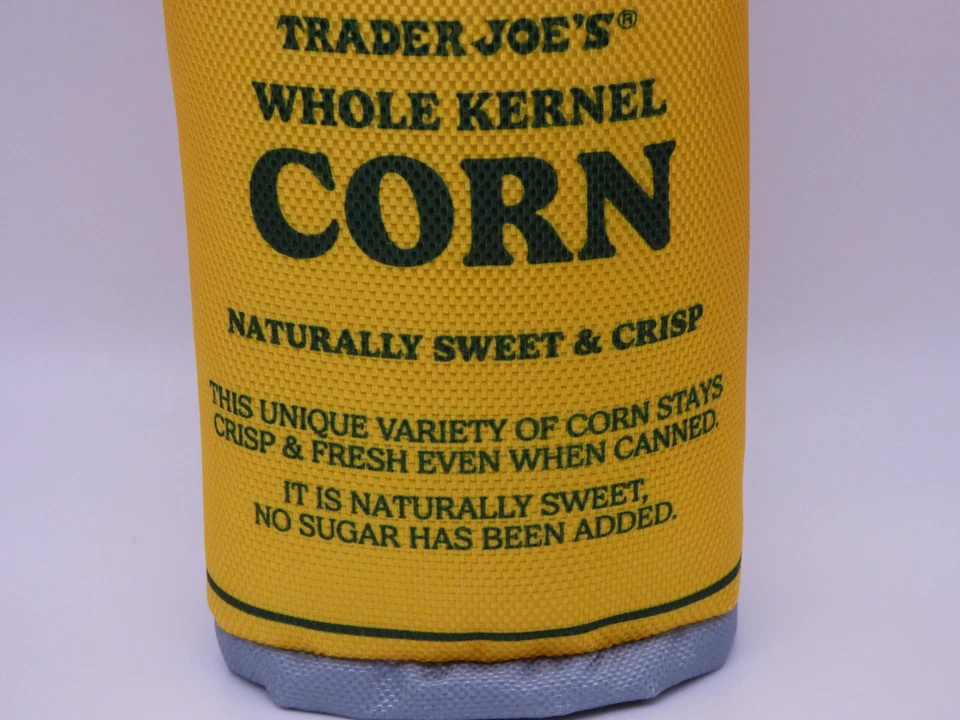 TRADER JOE'S®
WHOLE KERNEL
CORN
NATURALLY SWEET & CRISP
THIS UNIQUE VARIETY OF CORN STAYS
CRISP & FRESH EVEN WHEN CANNED.
IT IS NATURALLY SWEET,
NO SUGAR HAS BEEN ADDED.